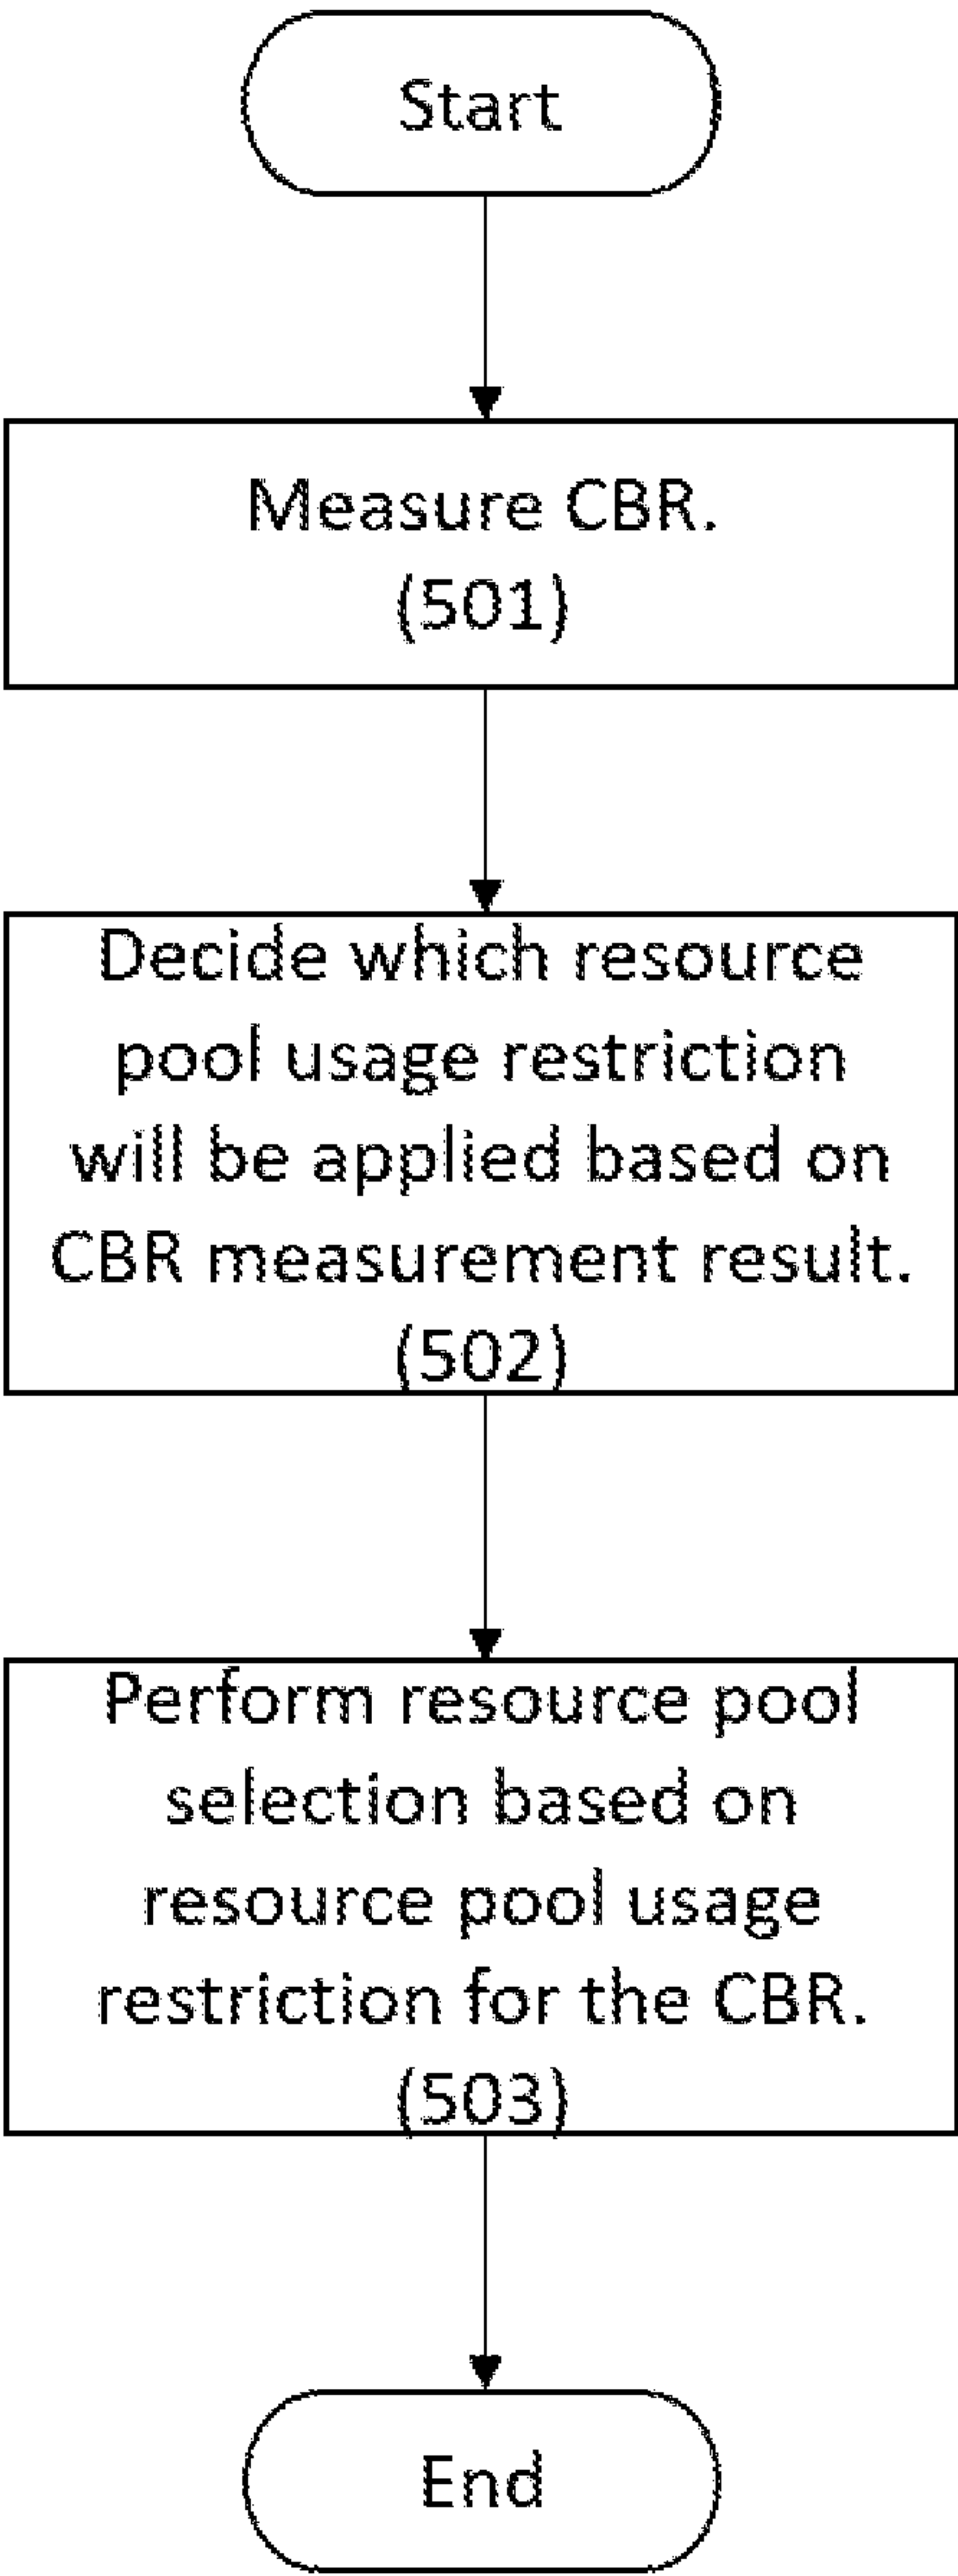 Start
Measure CBR.
(501)
Decide which resource
pool usage restriction
will be applied based on
CBR measurement result.
(502)
Perform resource pool
selection based on
resource pool usage
restriction for the CBR.
(503)
End